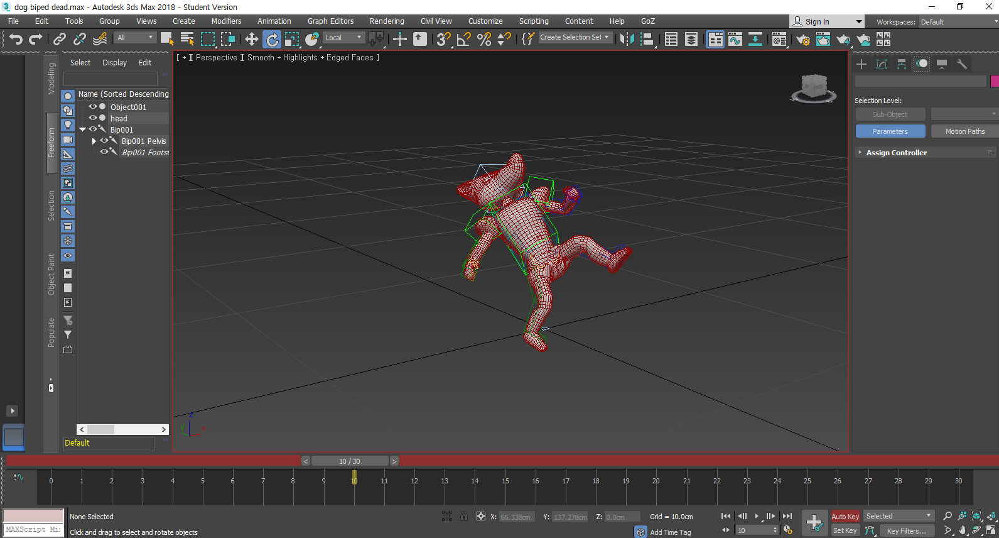 dog biped dead.max - Autodesk 3ds Max 2018 - Student Version
File Edit Tools Group Views Create Modifiers Animation Graph Editors Rendering Civil View Customize Scripting Content Help GoZ
Sign In Workspaces: Default
All Local Create Selection Set
Select Display Edit
[ + ] Perspective ] Smooth + Highlights + Edged Faces ]
Modeling
Freeform
Selection
Object Paint
Populate
Name (Sorted Descending
Object001
head
Bip001
Bip001 Pelvis
Bip001 Foots
Default
FRONT
z
y
x
Selection Level:
Sub-Object
Parameters Motion Paths
Assign Controller
< 10 / 30 >
0 1 2 3 4 5 6 7 8 9 10 11 12 13 14 15 16 17 18 19 20 21 22 23 24 25 26 27 28 29 30
None Selected X: 66.338cm Y: 137.278cm Z: 0.0cm Grid = 10.0cm Auto Key Selected
MAXScript Mi
Click and drag to select and rotate objects Add Time Tag 10 Set Key Key Filters...